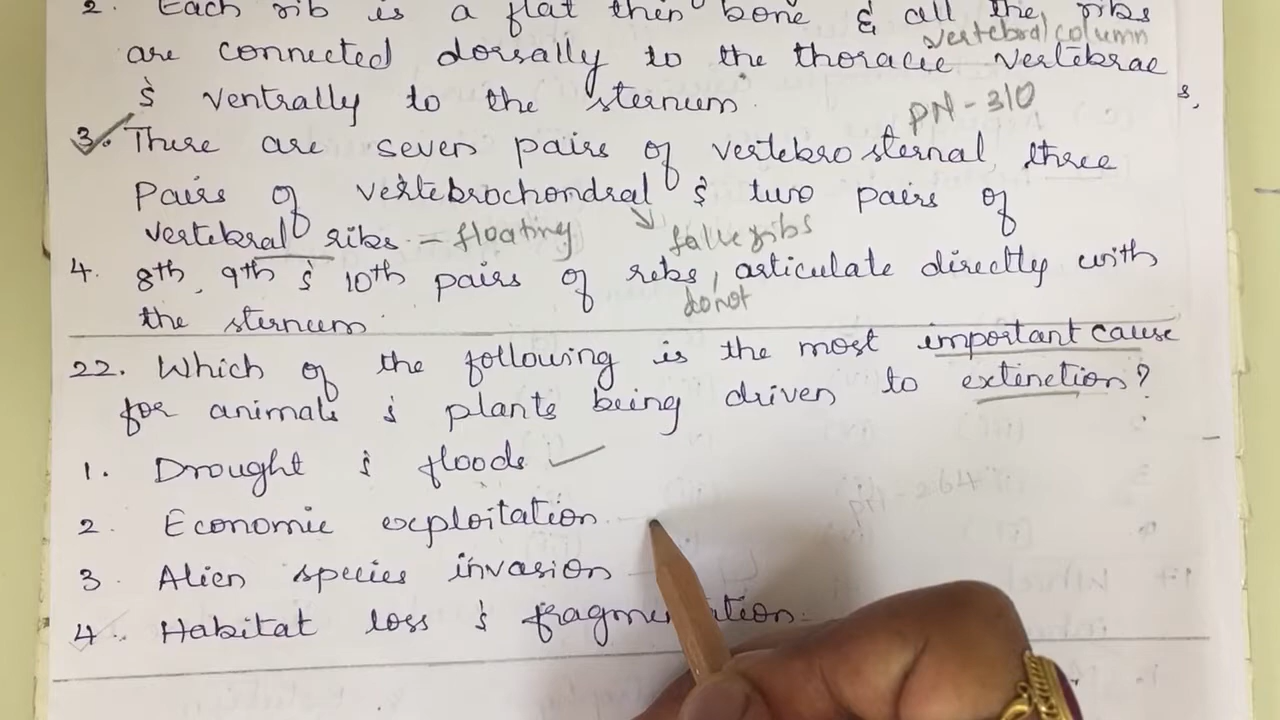 2. Each rib is a flat thin bone & all the ribs
vertebral column
are connected dorsally to the thoracic vertebrae
& ventrally to the sternum.
PN-310
s,
3. There are seven pairs of vertebrosternal, three
Pairs of vertebrochondral & two pairs of
vertebral ribs. - floating
false ribs
4. 8th, 9th & 10th pairs of ribs, articulate directly with
do not
the sternum.
22. Which of the following is the most important cause
for animals & plants being driven to extinction?
1. Drought & floods
2. Economic exploitation.
3. Alien species invasion
4. Habitat loss & fragmentation.